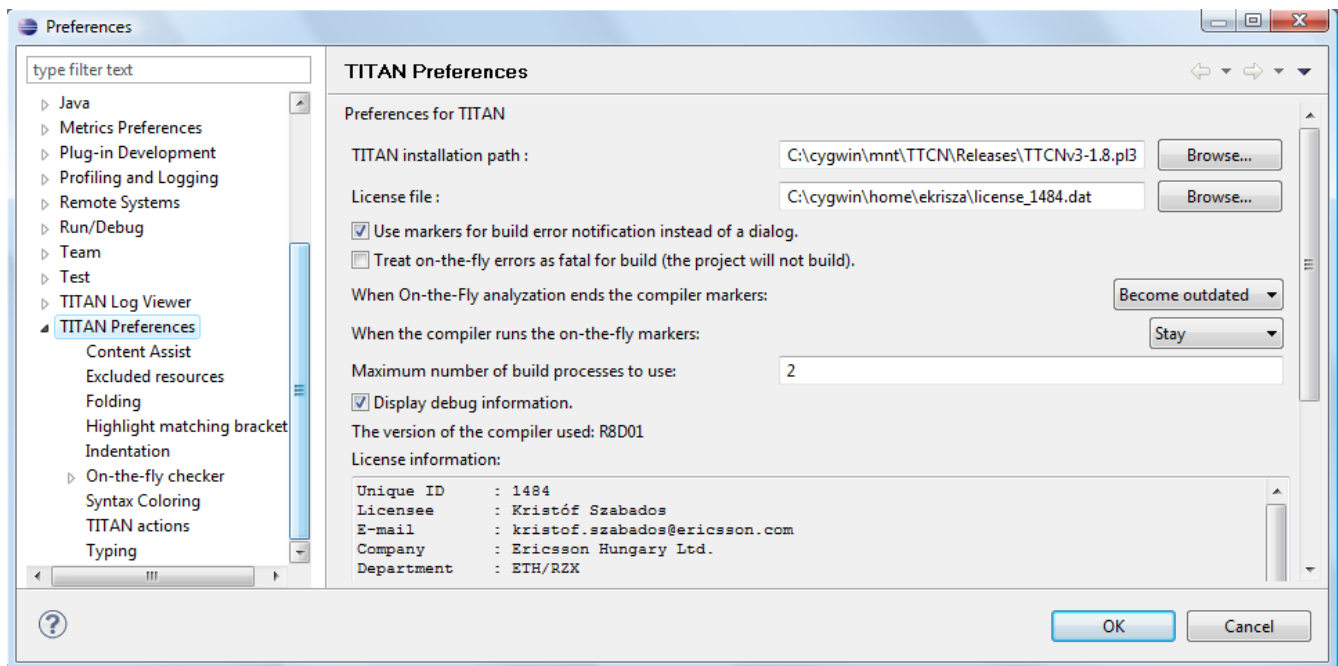 Preferences
type filter text
Java
Metrics Preferences
Plug-in Development
Profiling and Logging
Remote Systems
Run/Debug
Team
Test
TITAN Log Viewer
TITAN Preferences
Content Assist
Excluded resources
Folding
Highlight matching bracket
Indentation
On-the-fly checker
Syntax Coloring
TITAN actions
Typing
TITAN Preferences
Preferences for TITAN
TITAN installation path : C:\cygwin\mnt\TTCN\Releases\TTCNv3-1.8.pl3 Browse...
License file : C:\cygwin\home\ekrisza\license_1484.dat Browse...
Use markers for build error notification instead of a dialog.
Treat on-the-fly errors as fatal for build (the project will not build).
When On-the-Fly analyzation ends the compiler markers: Become outdated
When the compiler runs the on-the-fly markers: Stay
Maximum number of build processes to use: 2
Display debug information.
The version of the compiler used: R8D01
License information:
Unique ID : 1484
Licensee : Kristóf Szabados
E-mail : kristof.szabados@ericsson.com
Company : Ericsson Hungary Ltd.
Department : ETH/RZX
OK Cancel